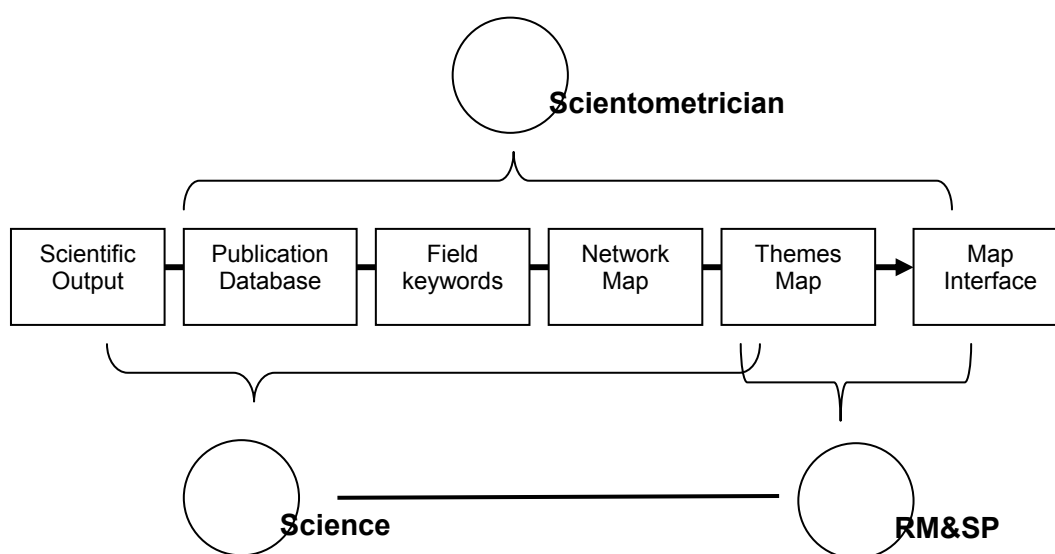 Scientometrician
Scientific
Output
Publication
Database
Field
keywords
Network
Map
Themes
Map
Map
Interface
Science
RM&SP